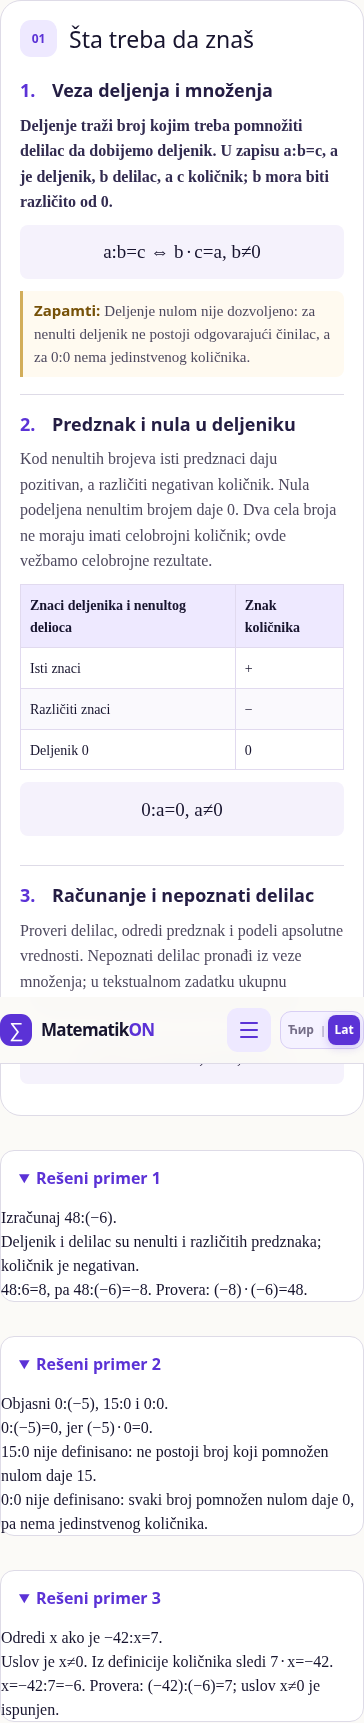 01 Šta treba da znaš
1. Veza deljenja i množenja
Deljenje traži broj kojim treba pomnožiti
delilac da dobijemo deljenik. U zapisu a:b=c, a
je deljenik, b delilac, a c količnik; b mora biti
različito od 0.
a:b=c ⇔ b·c=a, b≠0
Zapamti: Deljenje nulom nije dozvoljeno: za
nenulti deljenik ne postoji odgovarajući činilac, a
za 0:0 nema jedinstvenog količnika.
2. Predznak i nula u deljeniku
Kod nenultih brojeva isti predznaci daju
pozitivan, a različiti negativan količnik. Nula
podeljena nenultim brojem daje 0. Dva cela broja
ne moraju imati celobrojni količnik; ovde
vežbamo celobrojne rezultate.
Znaci deljenika i nenultog Znak
delioca količnika
Isti znaci +
Različiti znaci −
Deljenik 0 0
0:a=0, a≠0
3. Računanje i nepoznati delilac
Proveri delilac, odredi predznak i podeli apsolutne
vrednosti. Nepoznati delilac pronađi iz veze
množenja; u tekstualnom zadatku ukupnu
∑ MatematikON Ћир | Lat
▼ Rešeni primer 1
Izračunaj 48:(−6).
Deljenik i delilac su nenulti i različitih predznaka;
količnik je negativan.
48:6=8, pa 48:(−6)=−8. Provera: (−8)·(−6)=48.
▼ Rešeni primer 2
Objasni 0:(−5), 15:0 i 0:0.
0:(−5)=0, jer (−5)·0=0.
15:0 nije definisano: ne postoji broj koji pomnožen
nulom daje 15.
0:0 nije definisano: svaki broj pomnožen nulom daje 0,
pa nema jedinstvenog količnika.
▼ Rešeni primer 3
Odredi x ako je −42:x=7.
Uslov je x≠0. Iz definicije količnika sledi 7·x=−42.
x=−42:7=−6. Provera: (−42):(−6)=7; uslov x≠0 je
ispunjen.